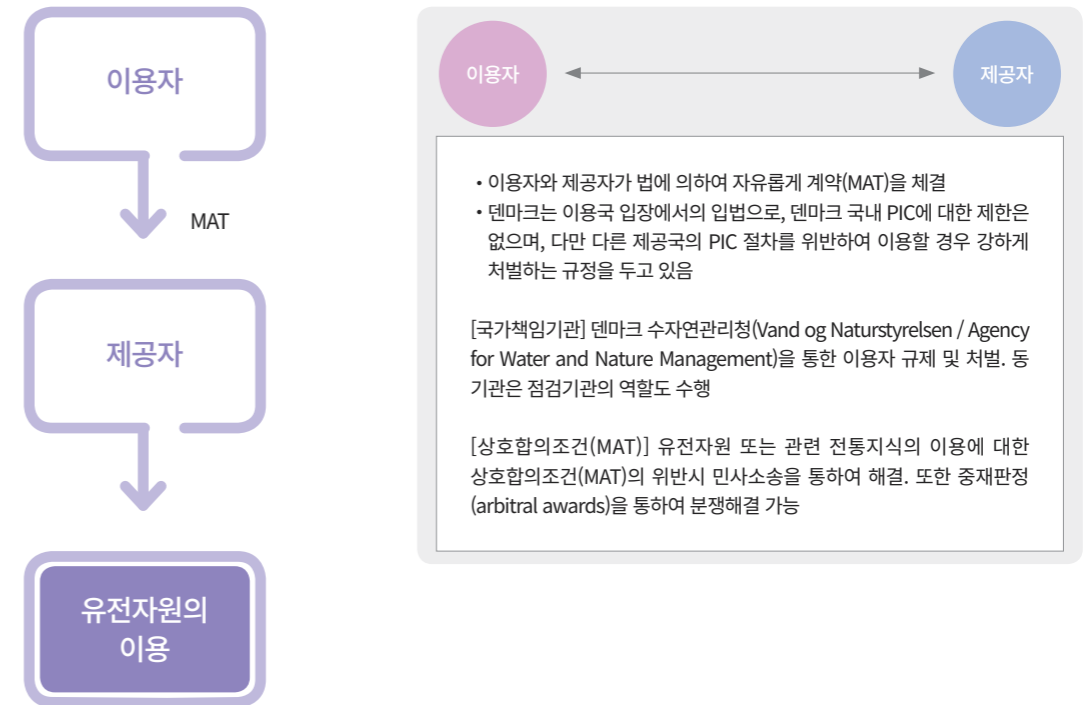 이용자
MAT
제공자
유전자원의
이용
이용자
제공자
・이용자와 제공자가 법에 의하여 자유롭게 계약(MAT)을 체결
・덴마크는 이용국 입장에서의 입법으로, 덴마크 국내 PIC에 대한 제한은
없으며, 다만 다른 제공국의 PIC 절차를 위반하여 이용할 경우 강하게
처벌하는 규정을 두고 있음
[국가책임기관] 덴마크 수자연관리청(Vand og Naturstyrelsen / Agency
for Water and Nature Management)을 통한 이용자 규제 및 처벌. 동
기관은 점검기관의 역할도 수행
[상호합의조건(MAT)] 유전자원 또는 관련 전통지식의 이용에 대한
상호합의조건(MAT)의 위반시 민사소송을 통하여 해결. 또한 중재판정
(arbitral awards)을 통하여 분쟁해결 가능